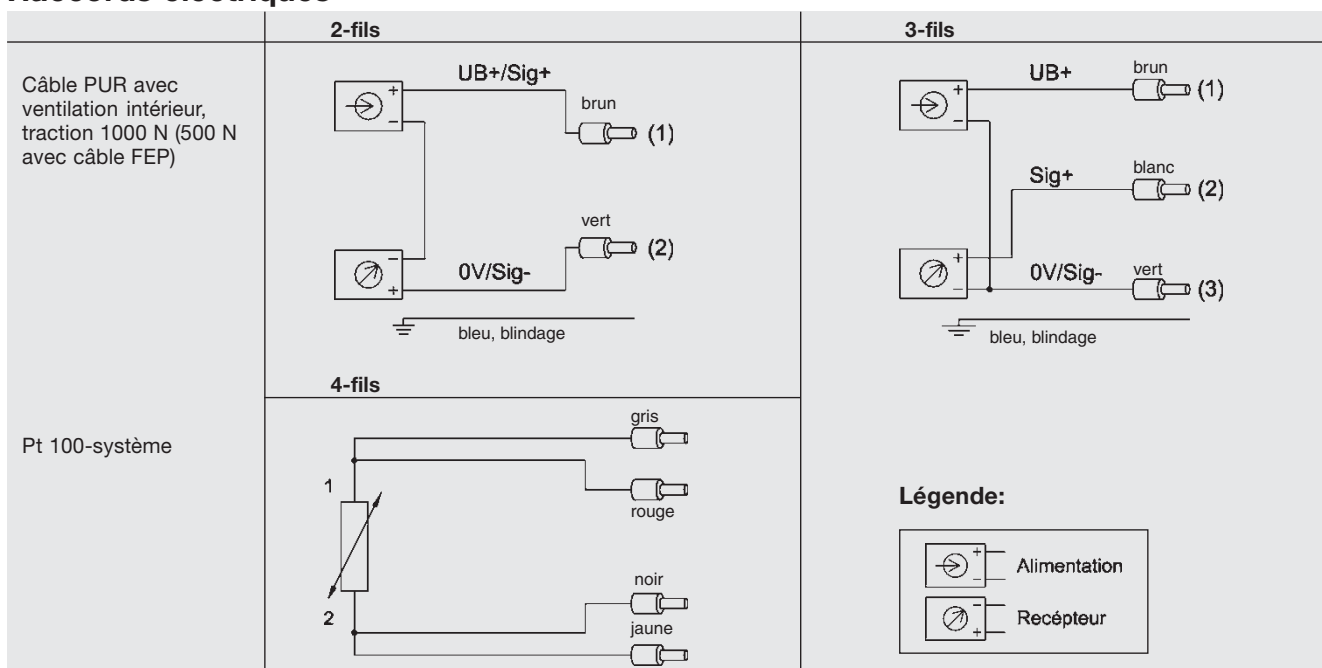 2-fils
3-fils
Câble PUR avec
ventilation intérieur,
traction 1000 N (500 N
avec câble FEP)
UB+/Sig+
+
-
brun
(1)
vert
(2)
-
+
0V/Sig-
bleu, blindage
UB+
brun
+
-
(1)
Sig+
blanc
(2)
+
-
0V/Sig-
vert
(3)
bleu, blindage
4-fils
Pt 100-système
gris
1
rouge
noir
2
jaune
Légende:
+
-
Alimentation
-
+
Recépteur